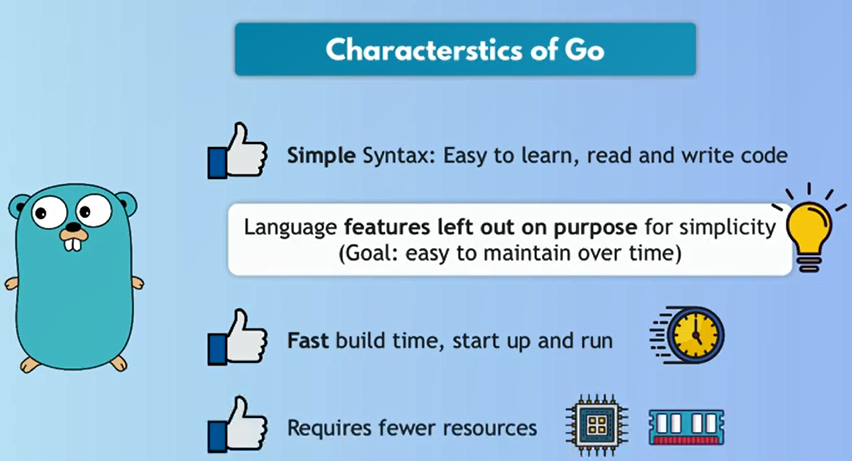 Characterstics of Go
Simple Syntax: Easy to learn, read and write code
Language features left out on purpose for simplicity
(Goal: easy to maintain over time)
Fast build time, start up and run
Requires fewer resources